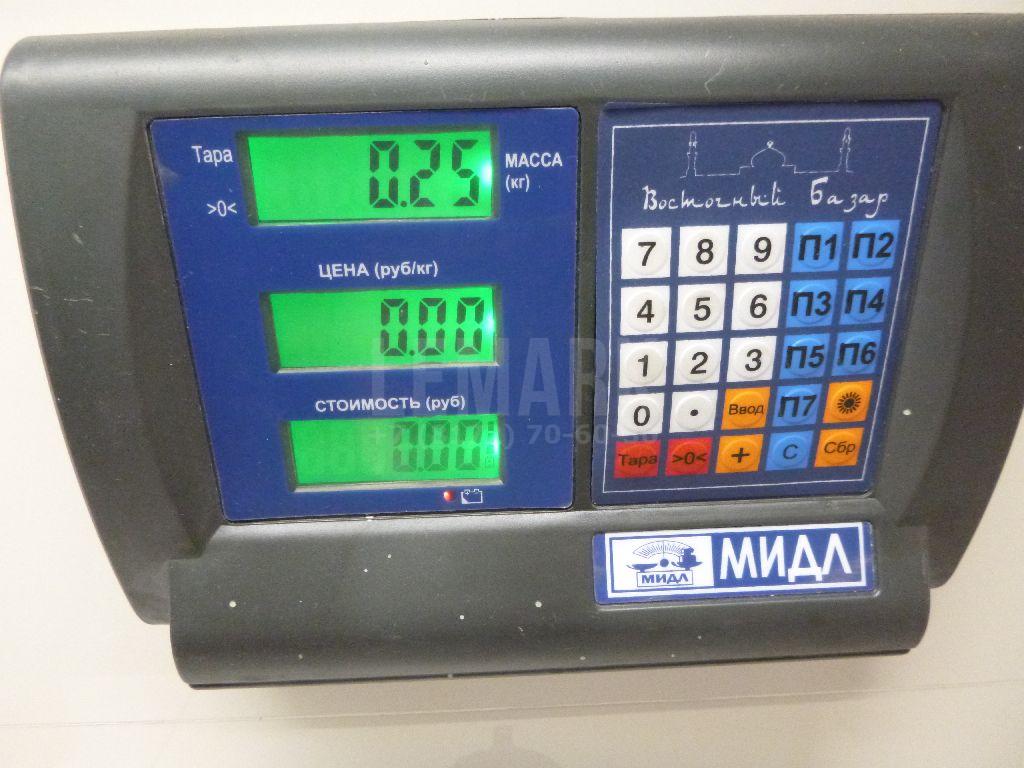 Тара
0.25
МАССА
(кг)
>0<
ЦЕНА (руб/кг)
0.00
СТОИМОСТЬ (руб)
0.00
Восточный Базар
7 8 9 П1 П2
4 5 6 П3 П4
1 2 3 П5 П6
0 . Ввод П7
Тара >0< + С Сбр
МИДЛ
МИДЛ